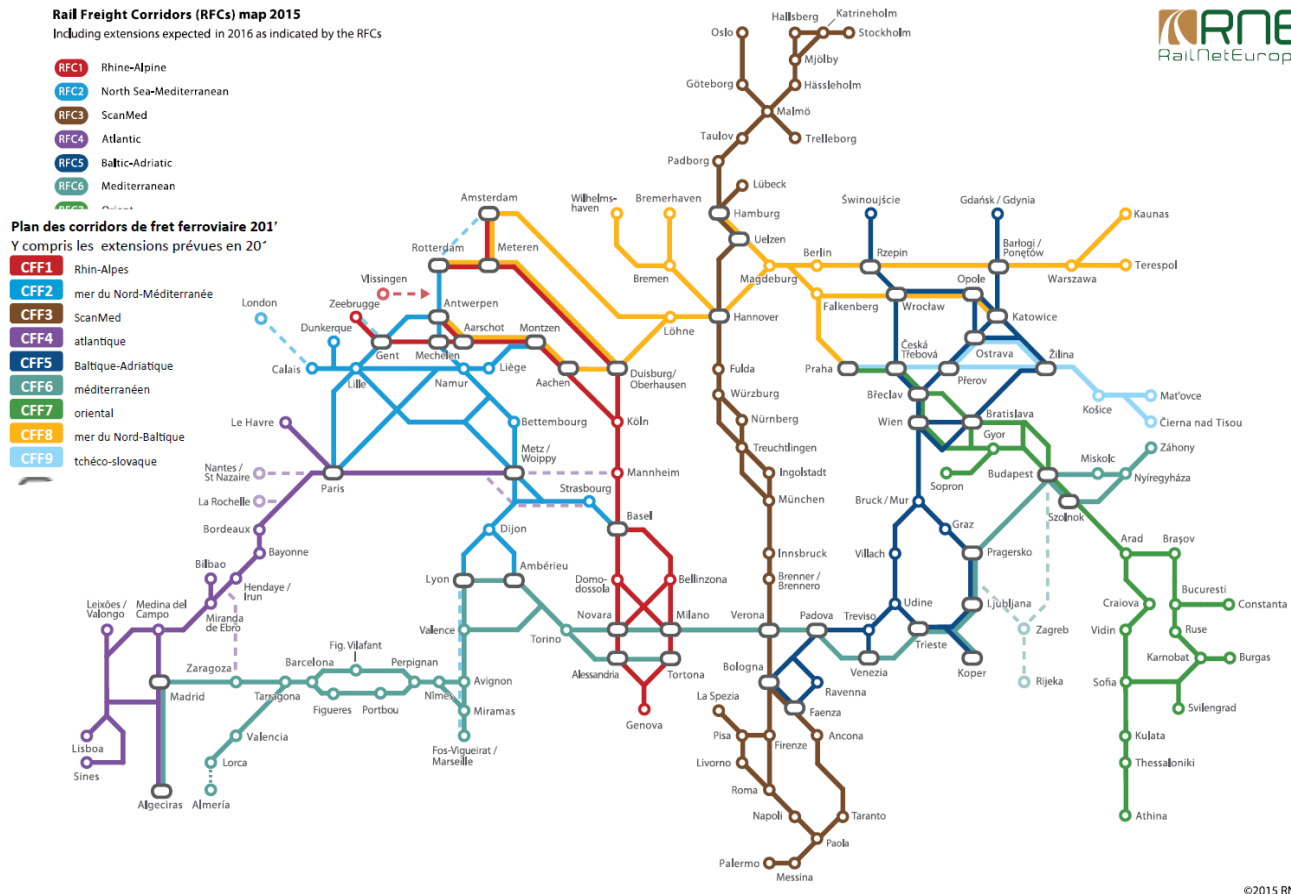 Rail Freight Corridors (RFCs) map 2015
Including extensions expected in 2016 as indicated by the RFCs
RFC1 Rhine-Alpine
RFC2 North Sea-Mediterranean
RFC3 ScanMed
RFC4 Atlantic
RFC5 Baltic-Adriatic
RFC6 Mediterranean
Plan des corridors de fret ferroviaire 201'
Y compris les extensions prévues en 20
CFF1 Rhin-Alpes
CFF2 mer du Nord-Méditerranée
CFF3 ScanMed
CFF4 atlantique
CFF5 Baltique-Adriatique
CFF6 méditerranéen
CFF7 oriental
CFF8 mer du Nord-Baltique
CFF9 tchéco-slovaque
RNE
RailNetEurop
Oslo
Hallsberg
Katrineholm
Stockholm
Mjölby
Göteborg
Hässleholm
Malmö
Taulov
Trelleborg
Padborg
Lübeck
Amsterdam
Wilhelms-
haven
Bremerhaven
Hamburg
Świnoujście
Gdańsk / Gdynia
Kaunas
Uelzen
Rotterdam
Meteren
Berlin
Rzepin
Barłogi /
Ponętów
Vlissingen
Bremen
Magdeburg
Warszawa
Terespol
Zeebrugge
London
Antwerpen
Opole
Dunkerque
Aarschot
Montzen
Löhne
Hannover
Falkenberg
Wrocław
Katowice
Gent
Mechelen
Česká
Třebová
Ostrava
Žilina
Calais
Lille
Namur
Liège
Aachen
Duisburg/
Oberhausen
Fulda
Praha
Přerov
Würzburg
Břeclav
Košice
Mat'ovce
Le Havre
Bettembourg
Köln
Nürnberg
Wien
Bratislava
Čierna nad Tisou
Gyor
Metz /
Woippy
Treuchtlingen
Záhony
Nantes /
St Nazaire
Paris
Mannheim
Ingolstadt
Sopron
Budapest
Miskolc
Nyíregyháza
La Rochelle
Strasbourg
München
Bruck / Mur
Szolnok
Bordeaux
Dijon
Basel
Graz
Bayonne
Innsbruck
Villach
Pragersko
Arad
Braşov
Bilbao
Hendaye /
Irun
Lyon
Ambérieu
Domo-
dossola
Bellinzona
Brenner /
Brennero
Leixões /
Valongo
Medina del
Campo
Miranda
de Ebro
Udine
Ljubljana
Craiova
Bucuresti
Constanta
Valence
Torino
Novara
Milano
Verona
Padova
Treviso
Trieste
Zagreb
Vidin
Ruse
Fig. Vilafant
Zaragoza
Barcelona
Perpignan
Avignon
Alessandria
Tortona
Bologna
Venezia
Koper
Karnobat
Burgas
Madrid
Tarragona
Figueres
Portbou
Nîmes
Miramas
Genova
La Spezia
Ravenna
Faenza
Rijeka
Sofia
Svilengrad
Lisboa
Valencia
Fos-Vigueirat /
Marseille
Pisa
Firenze
Ancona
Kulata
Sines
Lorca
Livorno
Thessaloniki
Algeciras
Almería
Roma
Napoli
Taranto
Athina
Paola
Palermo
Messina
©2015 RN